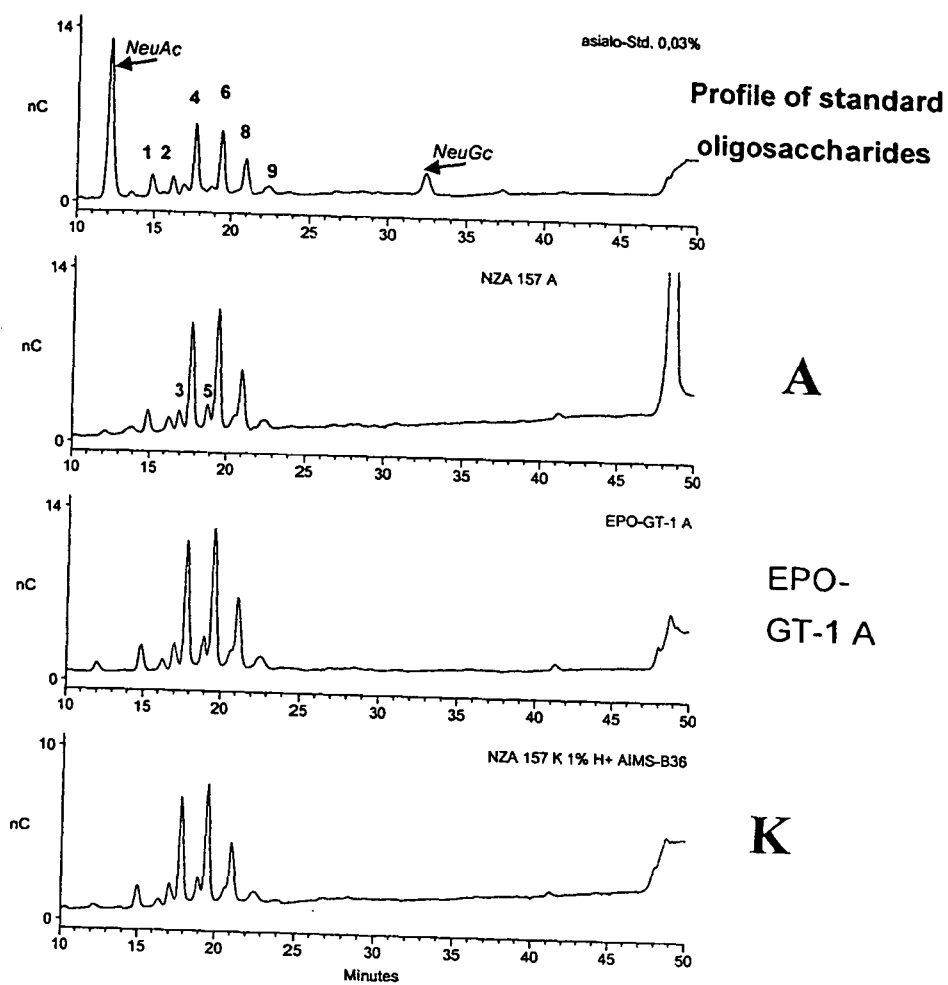 14
NeuAc
asialo-Std. 0,03%
nC
4
6
1
2
8
9
NeuGc
Profile of standard
oligosaccharides
0
10 15 20 25 30 35 40 45 50
14
NZA 157 A
nC
3
5
A
0
10 15 20 25 30 35 40 45 50
14
EPO-GT-1 A
nC
EPO-
GT-1 A
0
10 15 20 25 30 35 40 45 50
10
NZA 157 K 1% H+ AIMS-B36
nC
K
0
10 15 20 25 30 35 40 45 50
Minutes